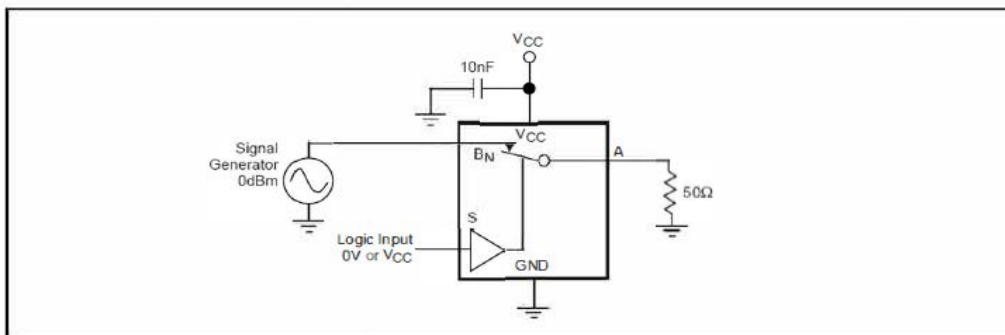 VCC
10nF
VCC
Signal
Generator
0dBm
BN
A
50Ω
S
Logic Input
0V or VCC
GND